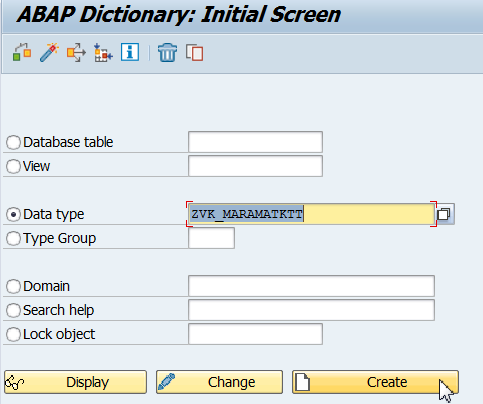 ABAP Dictionary: Initial Screen
Database table
View
Data type ZVK_MARAMATKTT
Type Group
Domain
Search help
Lock object
Display Change Create